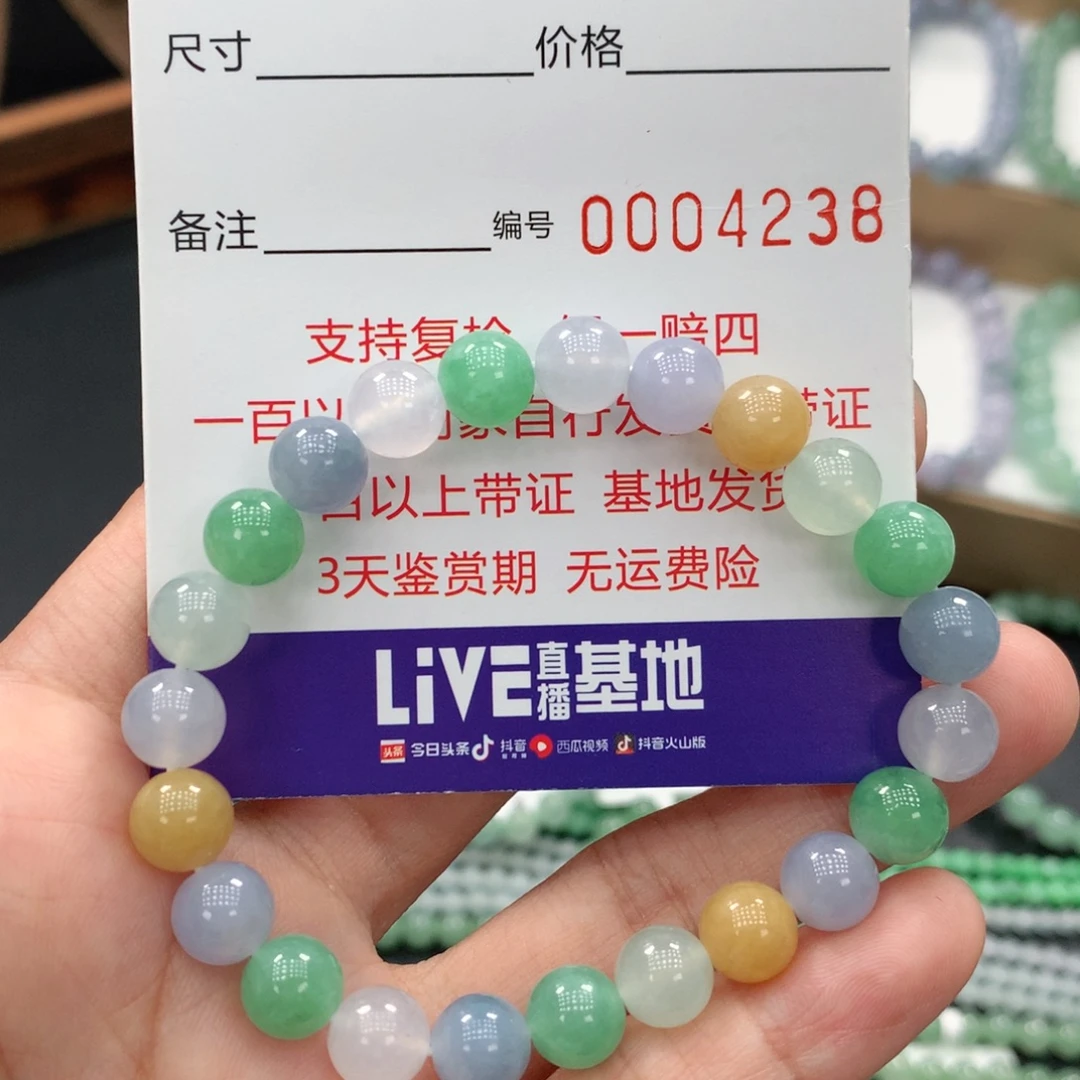 尺寸 价格
备注 编号 0004238
支持复 一赔四
一百以 自行发 带证
百以上带证 基地发货
3天鉴赏期 无运费险
LiVE直播基地
头条 今日头条 抖音 西瓜视频 抖音火山版